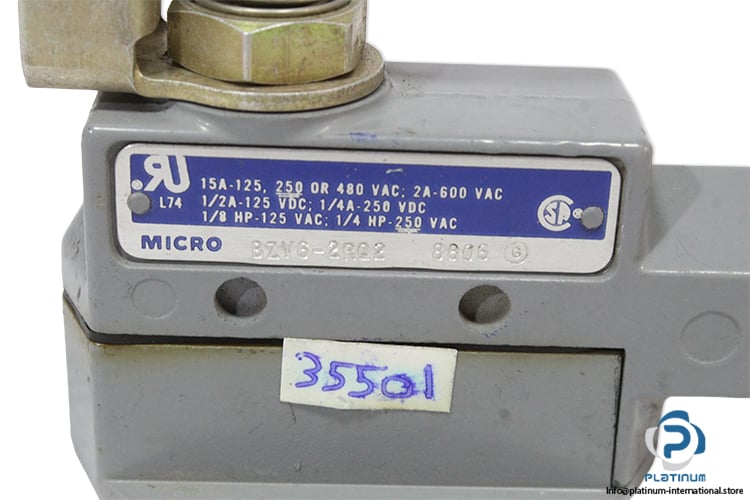 L74
15A-125, 250 OR 480 VAC; 2A-600 VAC
1/2A-125 VDC; 1/4A-250 VDC
1/8 HP-125 VAC; 1/4 HP-250 VAC
MICRO BZV6-2RQ2 8806 G
35501
PLATINUM
Info@platinum-international.store